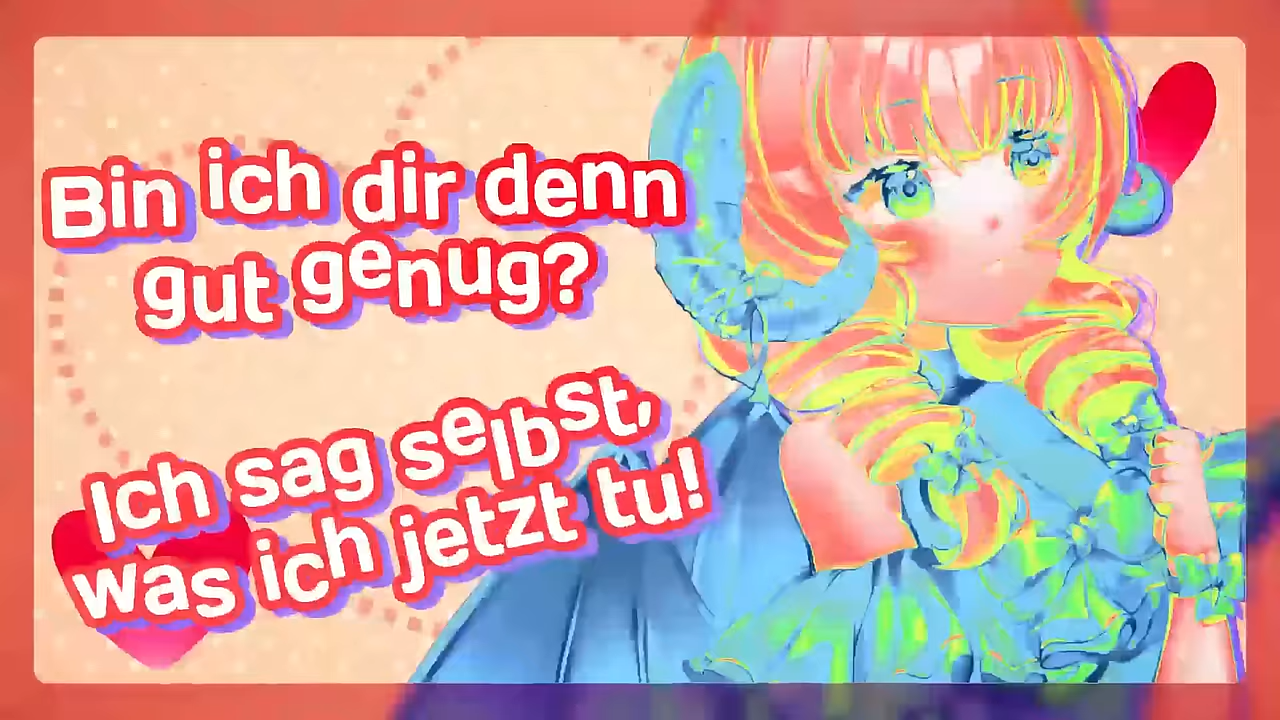 Bin ich dir denn
gut genug?
Ich sag selbst,
was ich jetzt tu!